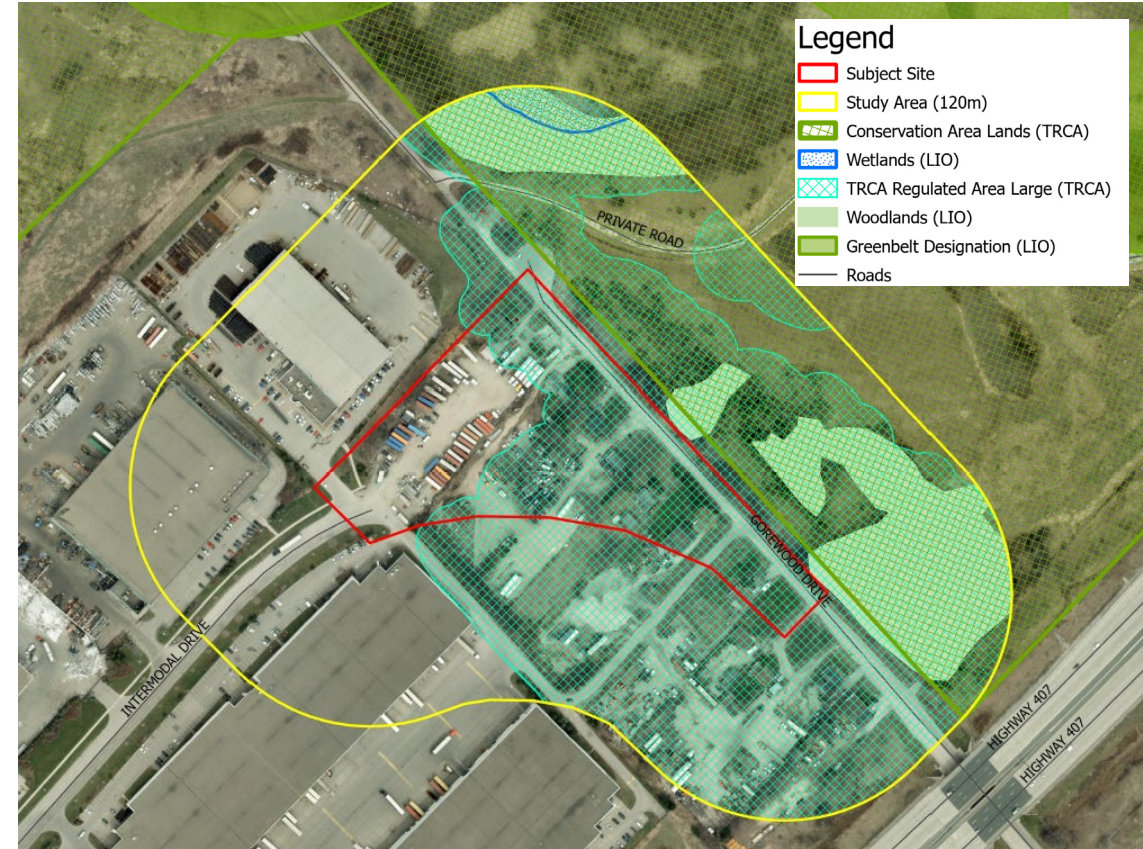 Legend
Subject Site
Study Area (120m)
Conservation Area Lands (TRCA)
Wetlands (LIO)
TRCA Regulated Area Large (TRCA)
Woodlands (LIO)
Greenbelt Designation (LIO)
Roads
PRIVATE ROAD
GOREWOOD DRIVE
INTERMODAL DRIVE
HIGHWAY 407
HIGHWAY 407